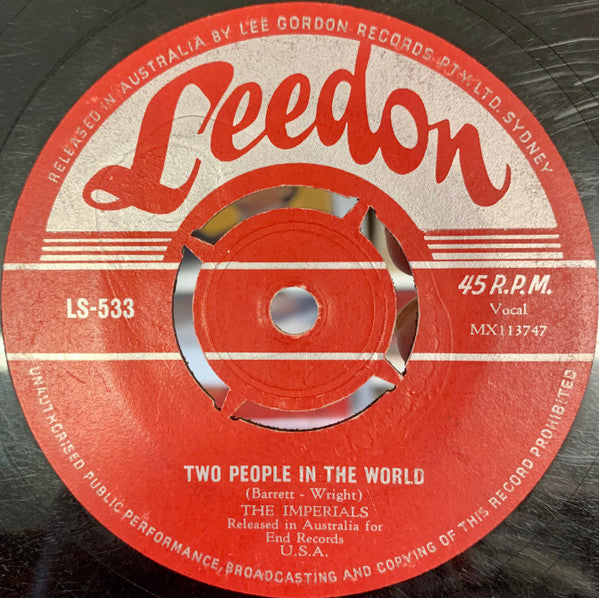 RELEASED IN AUSTRALIA BY LEE GORDON RECORDS PTY. LTD. SYDNEY
Leedon
LS-533
45 R.P.M.
Vocal
MX113747
TWO PEOPLE IN THE WORLD
(Barrett - Wright)
THE IMPERIALS
Released in Australia for
End Records
U.S.A.
UNAUTHORISED PUBLIC PERFORMANCE, BROADCASTING AND COPYING OF THIS RECORD PROHIBITED